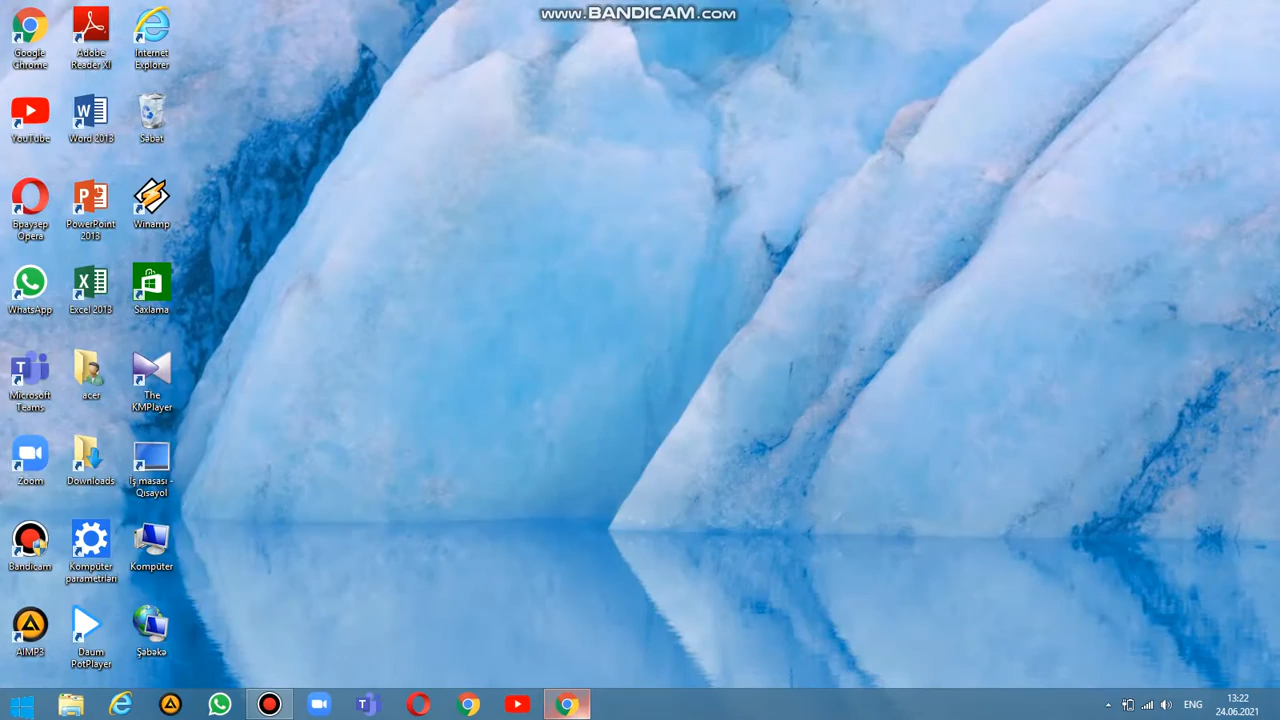 www.BANDICAM.com
Google
Chrome
Adobe
Reader XI
Internet
Explorer
YouTube
Word 2013
Səbət
Браузер
Opera
PowerPoint
2013
Winamp
WhatsApp
Excel 2013
Saxlama
Microsoft
Teams
acer
The
KMPlayer
Zoom
Downloads
İş masası -
Qısayol
Bandicam
Kompüter
parametrləri
Kompüter
AIMP3
Daum
PotPlayer
Şəbəkə
ENG
13:22
24.06.2021